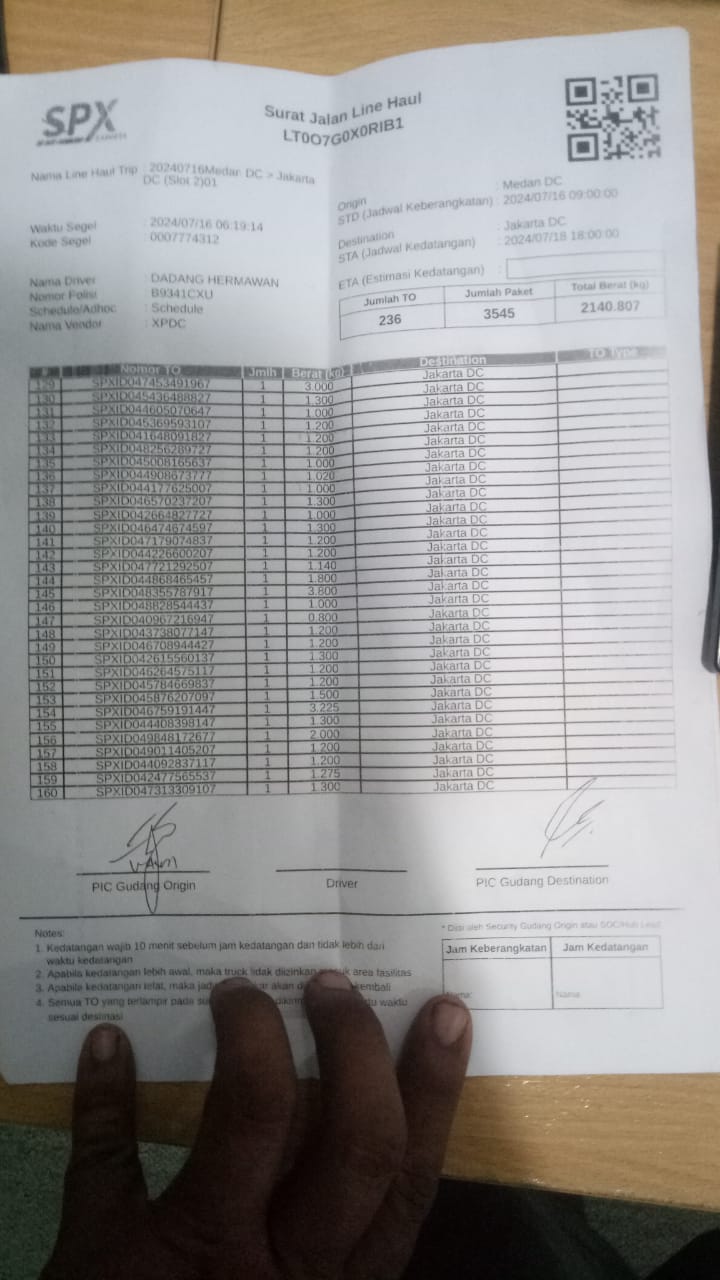 SPX
EXPRESS
Surat Jalan Line Haul
LT0O7G0X0RIB1
Nama Line Haul Trip : 20240716Medan DC > Jakarta
DC (Slot 2)01
Origin : Medan DC
STD (Jadwal Keberangkatan) : 2024/07/16 09:00:00
Waktu Segel : 2024/07/16 06:19:14
Kode Segel : 0007774312
Destination : Jakarta DC
STA (Jadwal Kedatangan) : 2024/07/18 18:00:00
ETA (Estimasi Kedatangan) :
Nama Driver : DADANG HERMAWAN
Nomor Polisi : B9341CXU
Schedule/Adhoc : Schedule
Nama Vendor : XPDC
Jumlah TO Jumlah Paket Total Berat (kg)
236 3545 2140.807
# Nomor TO Jmlh Berat (kg) Destination TO Type
129 SPXID047453491967 1 3.000 Jakarta DC
130 SPXID045436488827 1 1.300 Jakarta DC
131 SPXID044605070647 1 1.000 Jakarta DC
132 SPXID045369593107 1 1.200 Jakarta DC
133 SPXID041648091827 1 1.200 Jakarta DC
134 SPXID048256289727 1 1.200 Jakarta DC
135 SPXID045008165637 1 1.000 Jakarta DC
136 SPXID044908673777 1 1.020 Jakarta DC
137 SPXID044177625007 1 1.000 Jakarta DC
138 SPXID046570237207 1 1.300 Jakarta DC
139 SPXID042664827727 1 1.000 Jakarta DC
140 SPXID046474674597 1 1.300 Jakarta DC
141 SPXID047179074837 1 1.200 Jakarta DC
142 SPXID044226600207 1 1.200 Jakarta DC
143 SPXID047721292507 1 1.140 Jakarta DC
144 SPXID044868465457 1 1.800 Jakarta DC
145 SPXID048355787917 1 3.800 Jakarta DC
146 SPXID048828544437 1 1.000 Jakarta DC
147 SPXID040967216947 1 0.800 Jakarta DC
148 SPXID043738077147 1 1.200 Jakarta DC
149 SPXID046708944427 1 1.200 Jakarta DC
150 SPXID042615560137 1 1.300 Jakarta DC
151 SPXID046264575117 1 1.200 Jakarta DC
152 SPXID045784669837 1 1.200 Jakarta DC
153 SPXID045876207097 1 1.500 Jakarta DC
154 SPXID046759191447 1 3.225 Jakarta DC
155 SPXID044408398147 1 1.300 Jakarta DC
156 SPXID049848172677 1 2.000 Jakarta DC
157 SPXID049011405207 1 1.200 Jakarta DC
158 SPXID044092837117 1 1.200 Jakarta DC
159 SPXID042477565537 1 1.275 Jakarta DC
160 SPXID047313309107 1 1.300 Jakarta DC
PIC Gudang Origin Driver PIC Gudang Destination
Notes:
1. Kedatangan wajib 10 menit sebelum jam kedatangan dan tidak lebih dari
waktu kedatangan
2. Apabila kedatangan lebih awal, maka truck tidak diizinkan area fasilitas
3. Apabila kedatangan telat, maka akan kembali
4. Semua TO yang terlampir pada waktu
sesuai destinasi
* Diisi oleh Security Gudang Origin atau SOC/Hub Lead
Jam Keberangkatan Jam Kedatangan
Nama: Nama: